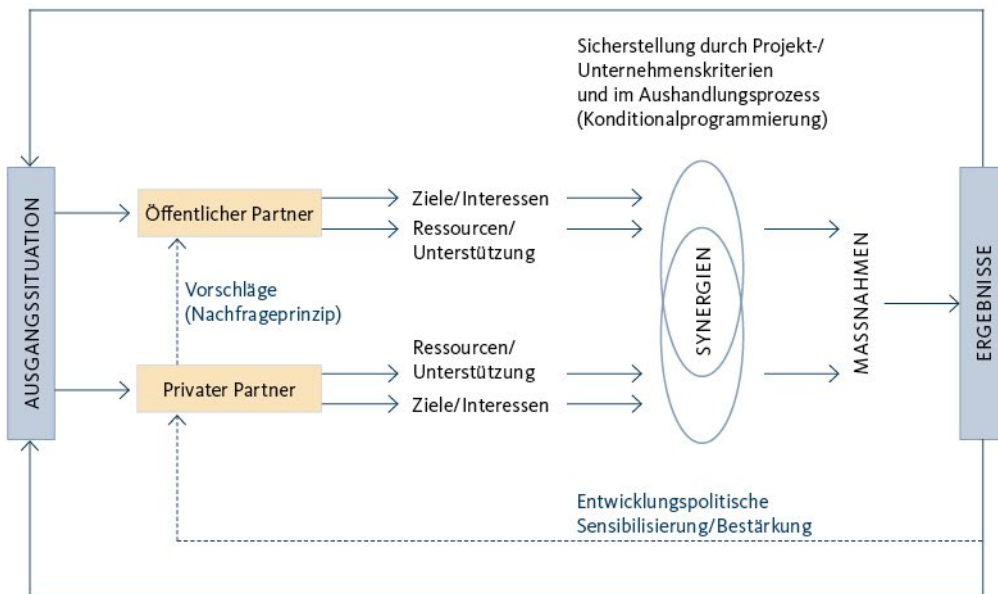 Sicherstellung durch Projekt-/
Unternehmenskriterien
und im Aushandlungsprozess
(Konditionalprogrammierung)
AUSGANGSSITUATION
Öffentlicher Partner
Ziele/Interessen
Ressourcen/
Unterstützung
Vorschläge
(Nachfrageprinzip)
Privater Partner
Ressourcen/
Unterstützung
Ziele/Interessen
SYNERGIEN
MASSNAHMEN
ERGEBNISSE
Entwicklungspolitische
Sensibilisierung/Bestärkung